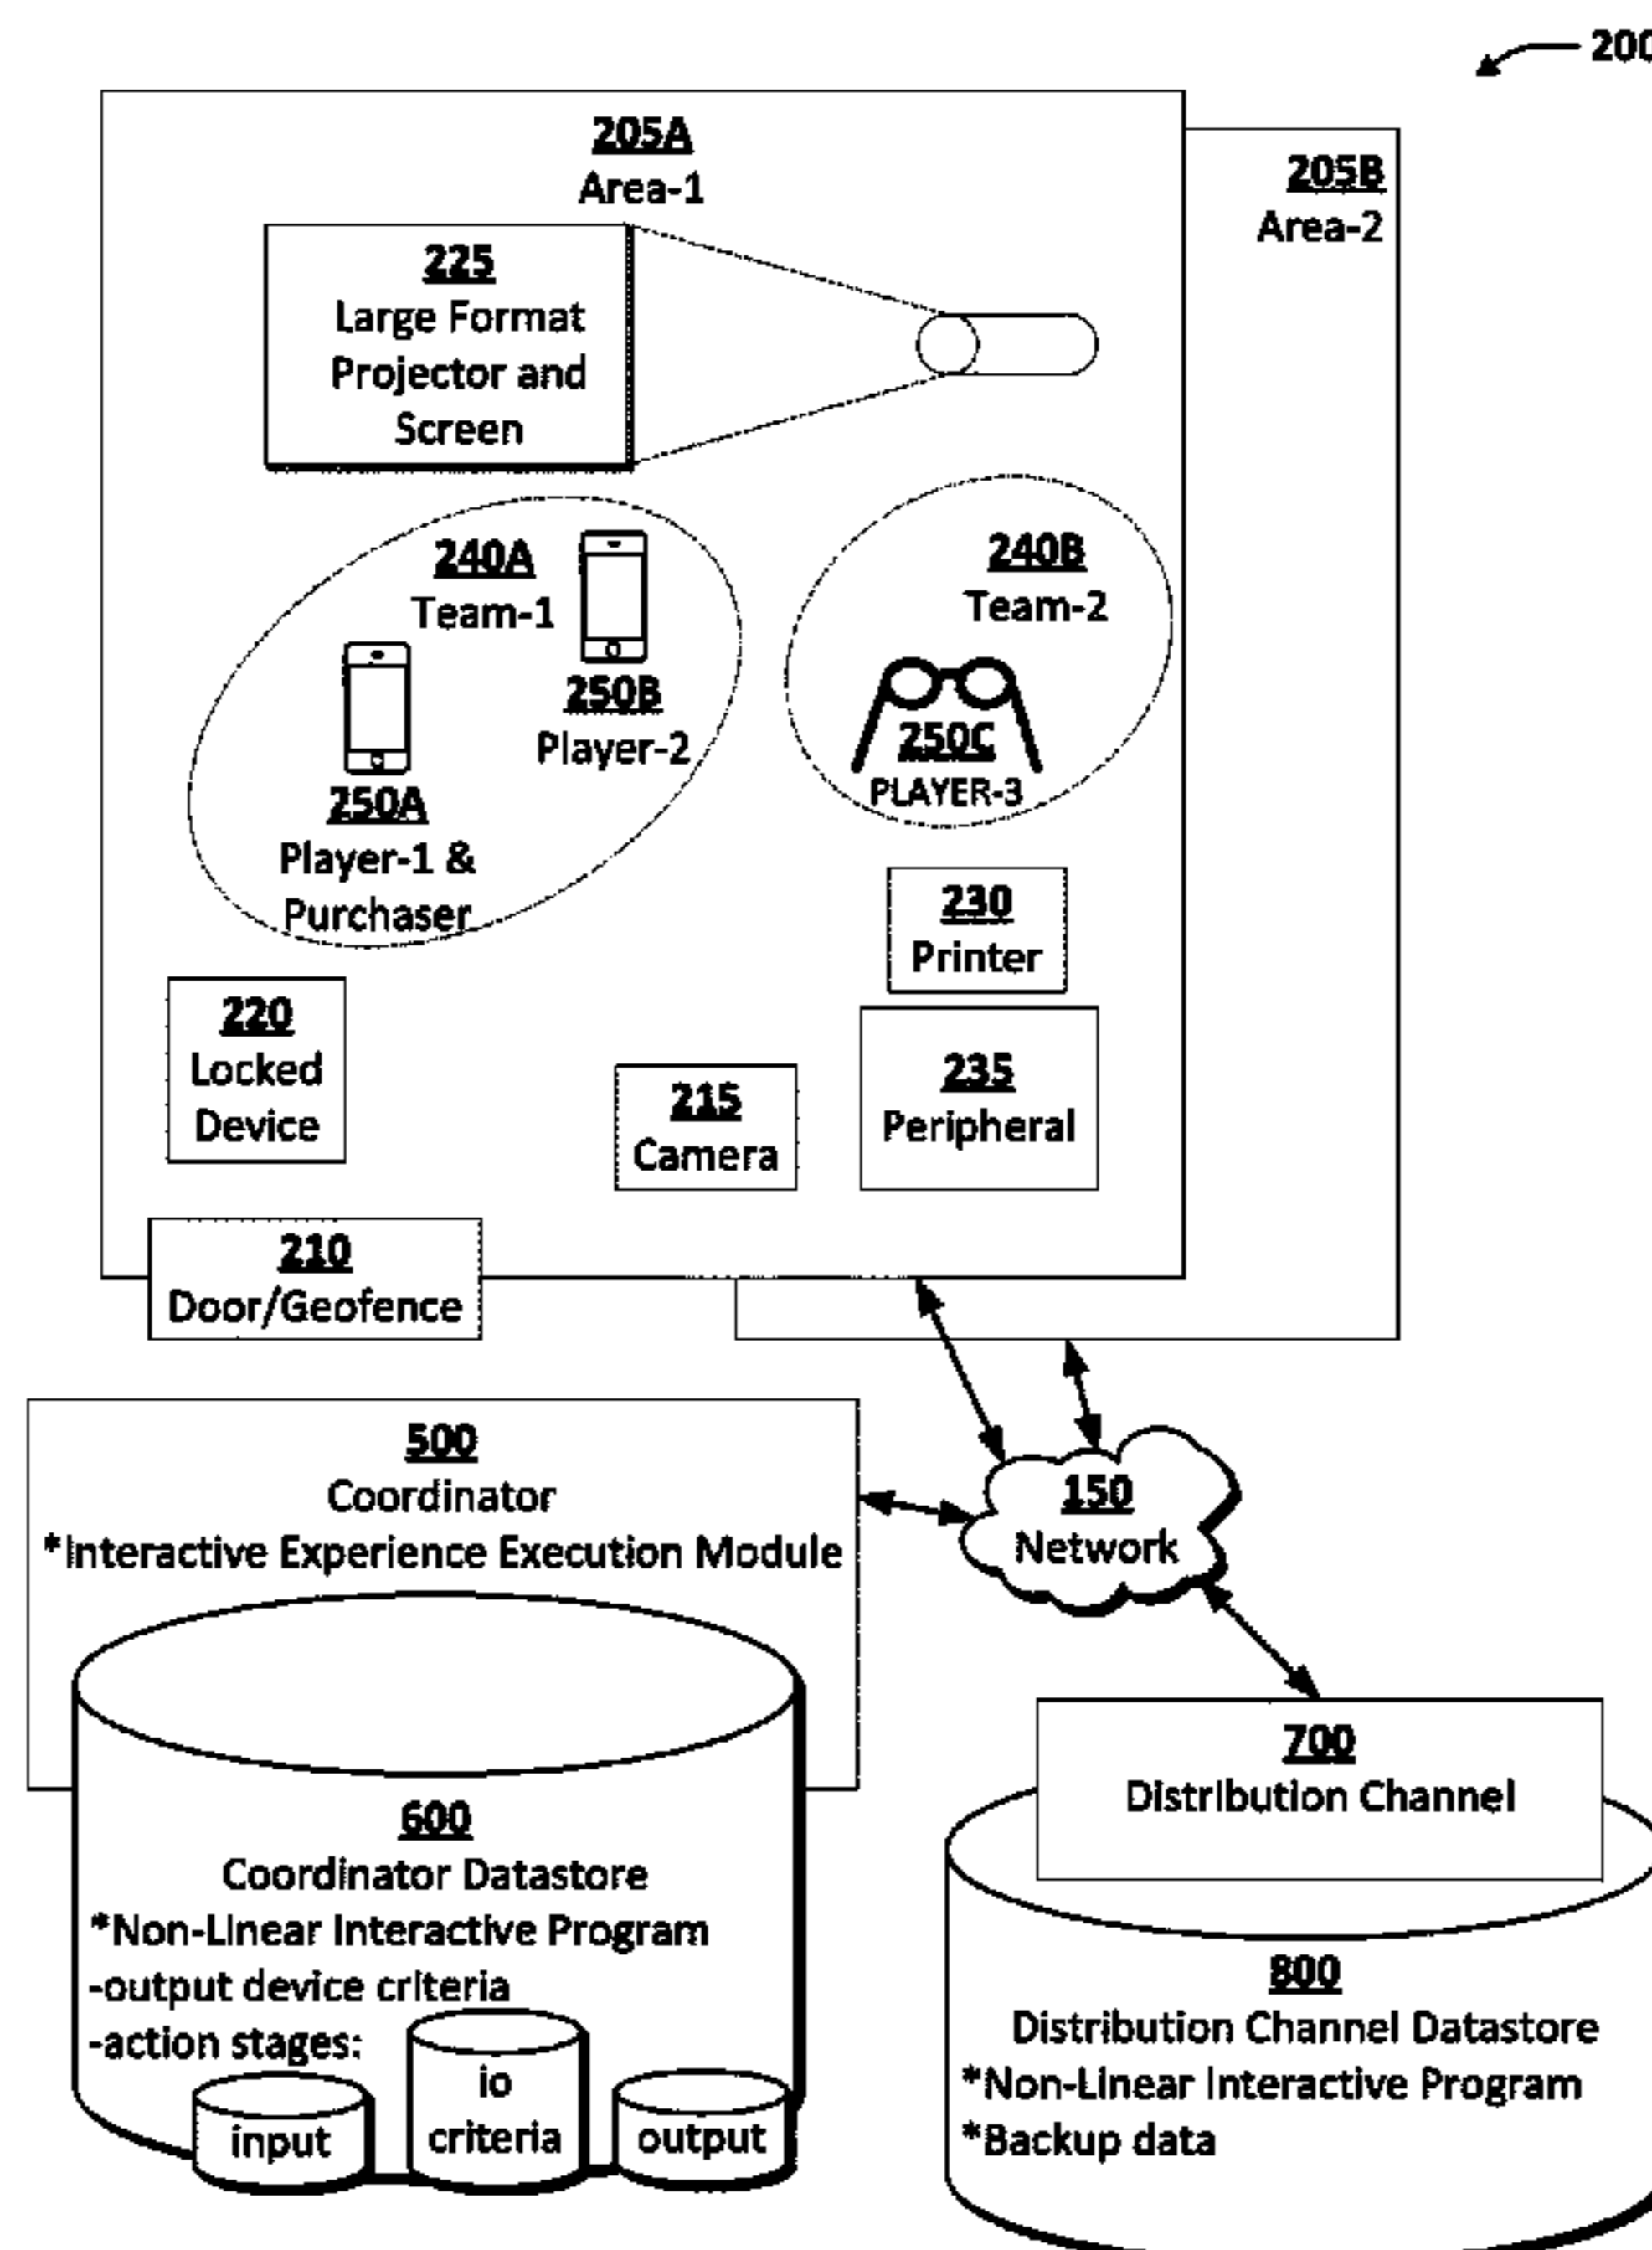 200
205A
Area-1
205B
Area-2
225
Large Format
Projector and
Screen
240A
Team-1
240B
Team-2
250B
Player-2
250C
PLAYER-3
250A
Player-1 &
Purchaser
230
Printer
220
Locked
Device
215
Camera
235
Peripheral
210
Door/Geofence
500
Coordinator
*Interactive Experience Execution Module
150
Network
700
Distribution Channel
600
Coordinator Datastore
*Non-Linear Interactive Program
-output device criteria
-action stages:
input
io
criteria
output
800
Distribution Channel Datastore
*Non-Linear Interactive Program
*Backup data